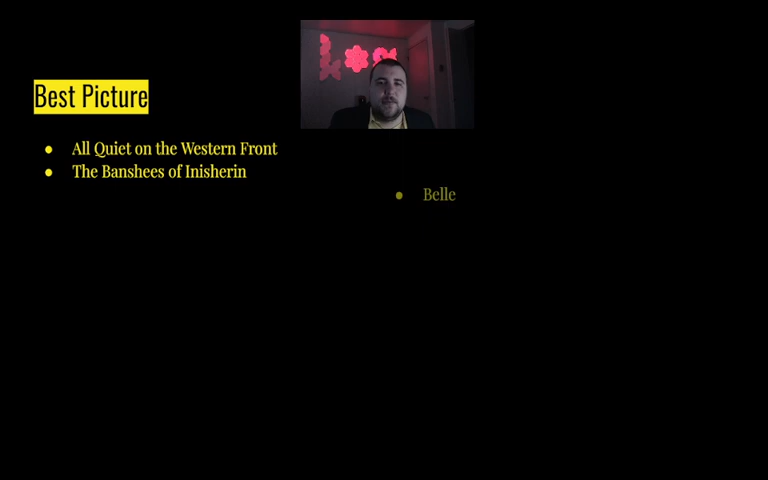 Best Picture
● All Quiet on the Western Front
● The Banshees of Inisherin
● Belle